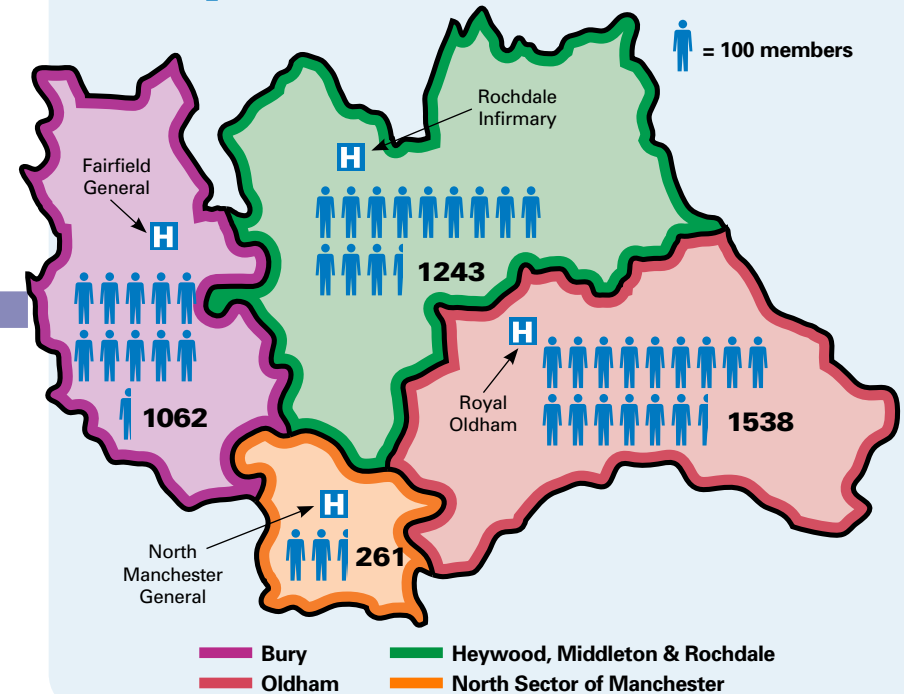 = 100 members
Rochdale
Infirmary
H
Fairfield
General
H
1243
H
Royal
Oldham
1538
1062
H
North
Manchester
General
261
Bury
Heywood, Middleton & Rochdale
Oldham
North Sector of Manchester